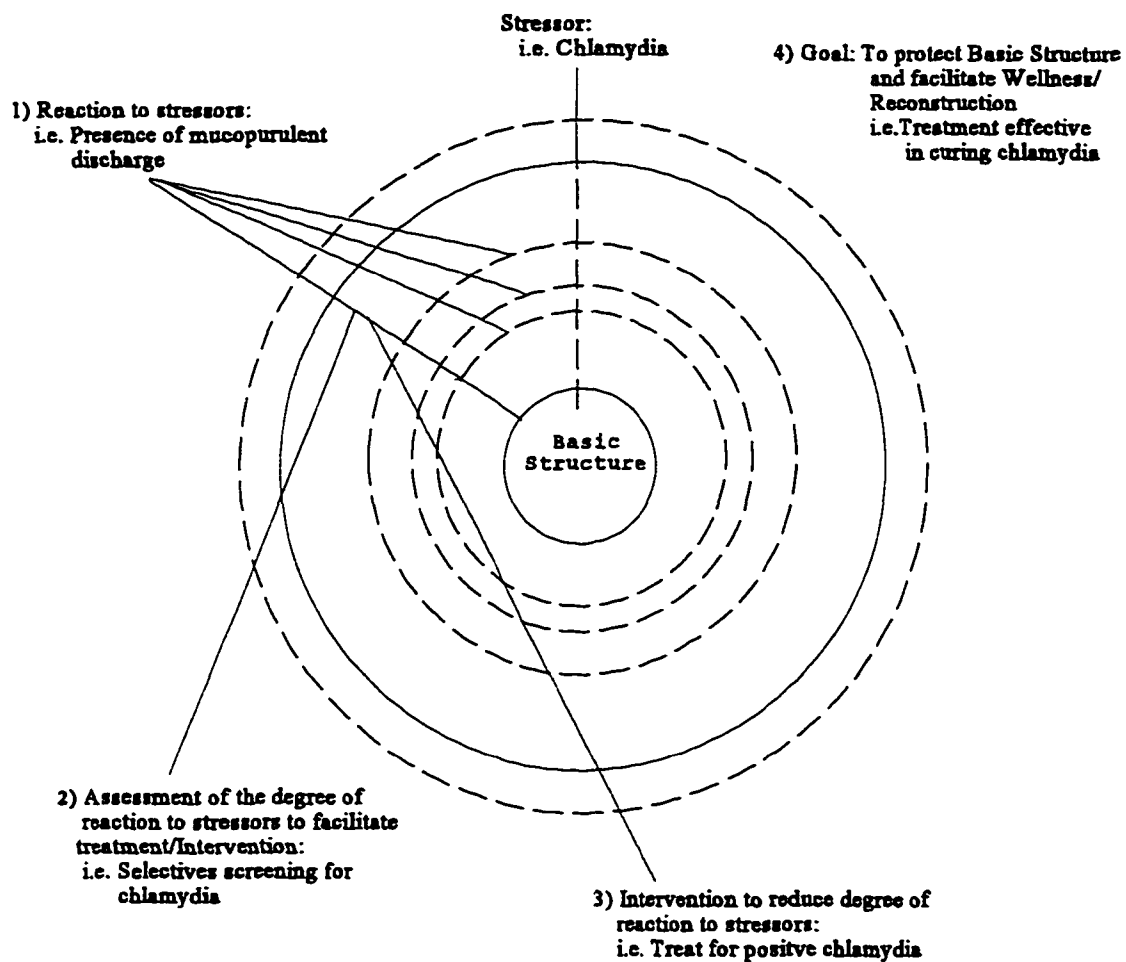 Stressor:
i.e. Chlamydia
4) Goal: To protect Basic Structure
and facilitate Wellness/
Reconstruction
i.e.Treatment effective
in curing chlamydia
1) Reaction to stressors:
i.e. Presence of mucopurulent
discharge
Basic
Structure
2) Assessment of the degree of
reaction to stressors to facilitate
treatment/Intervention:
i.e. Selectives screening for
chlamydia
3) Intervention to reduce degree of
reaction to stressors:
i.e. Treat for positve chlamydia